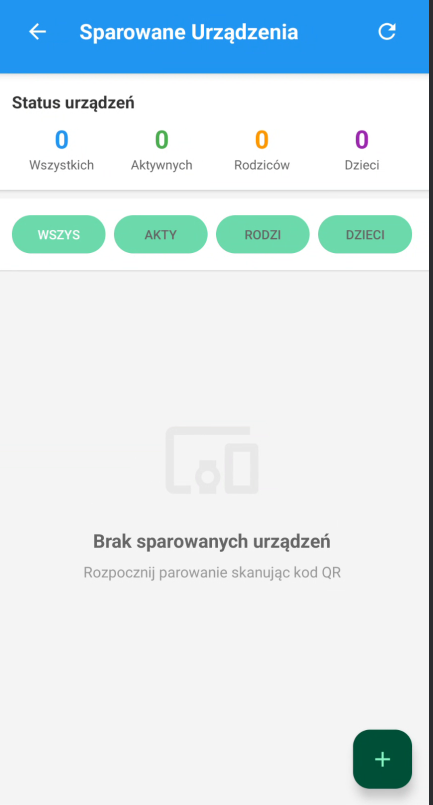 Sparowane Urządzenia
Status urządzeń
0 0 0 0
Wszystkich Aktywnych Rodziców Dzieci
WSZYS AKTY RODZI DZIECI
Brak sparowanych urządzeń
Rozpocznij parowanie skanując kod QR
+